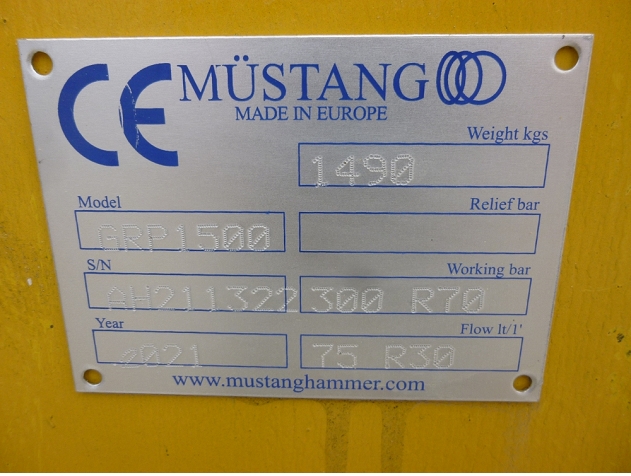 CE MÜSTANG
MADE IN EUROPE
Weight kgs
1490
Model
GRP1500
Relief bar
S/N
AH211322
Working bar
300 R70
Year
2021
Flow lt/1'
75 R30
www.mustanghammer.com